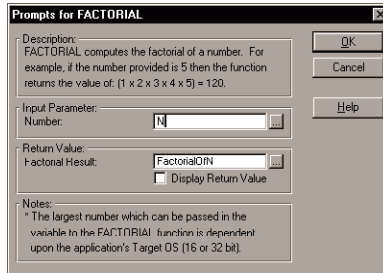 Prompts for FACTORIAL
Description:
FACTORIAL computes the factorial of a number. For
example, if the number provided is 5 then the function
returns the value of: (1 x 2 x 3 x 4 x 5) = 120.
OK
Cancel
Help
Input Parameter:
Number:
N
...
Return Value:
Factorial Result:
FactorialOfN
...
Display Return Value
Notes:
* The largest number which can be passed in the
variable to the FACTORIAL function is dependent
upon the application's Target OS (16 or 32 bit).